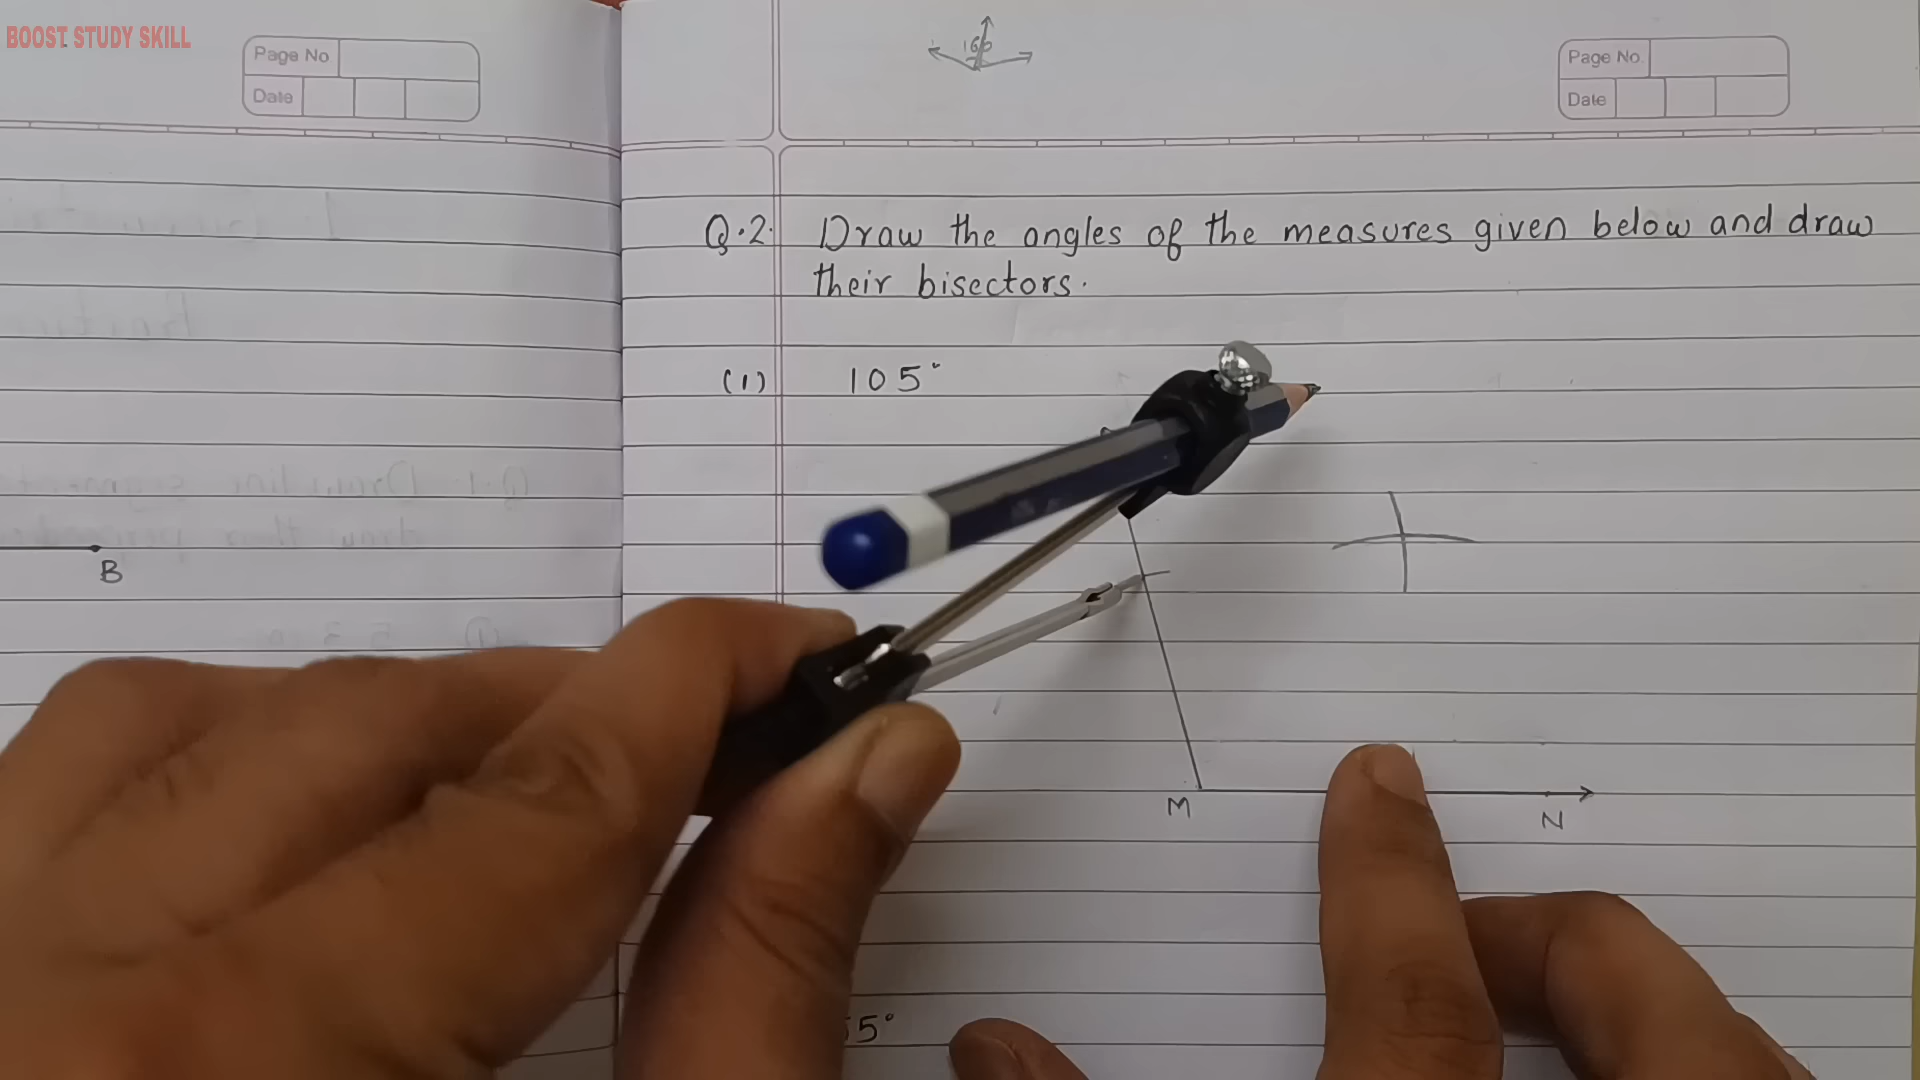 BOOST STUDY SKILL
Page No
Date
Page No.
Date
Q.2. Draw the angles of the measures given below and draw
their bisectors.
(1) 105°
B
M
N
55°